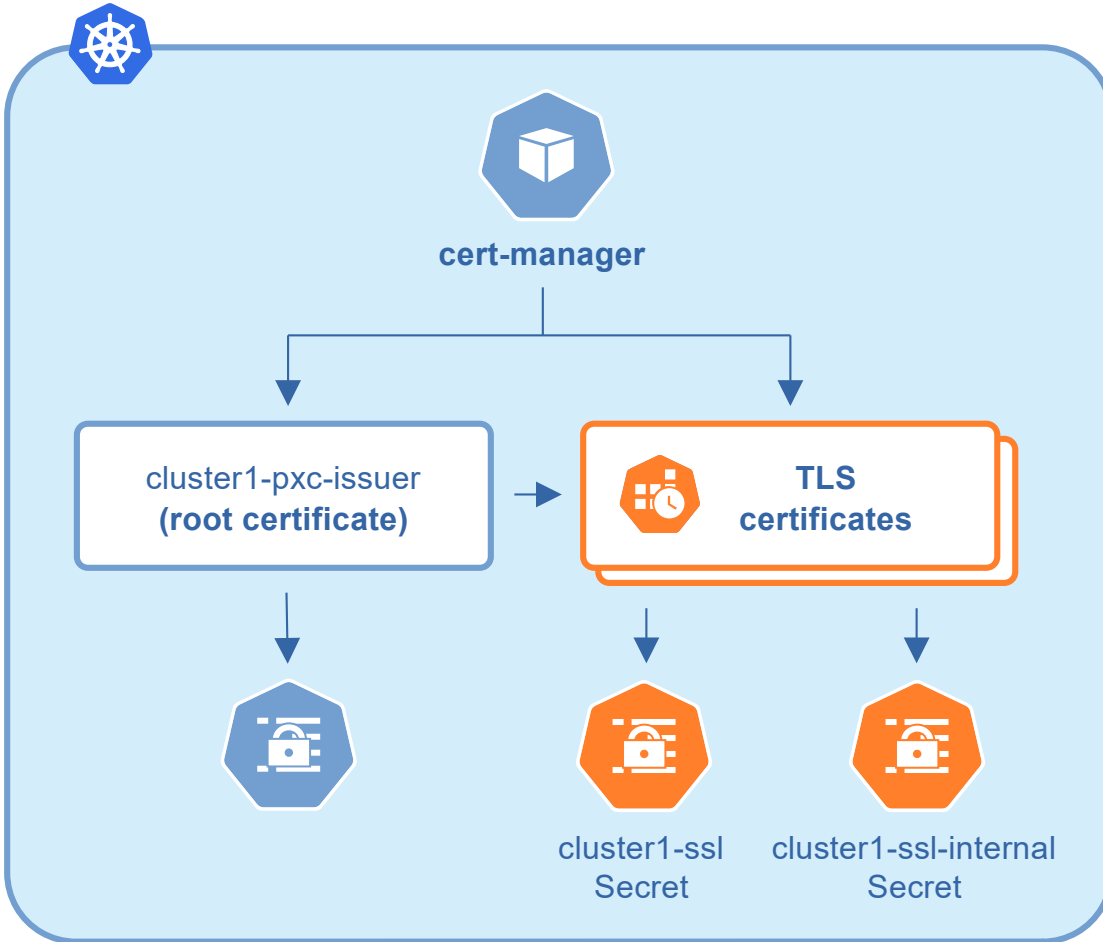 cert-manager
cluster1-pxc-issuer
(root certificate)
TLS
certificates
cluster1-ssl
Secret
cluster1-ssl-internal
Secret